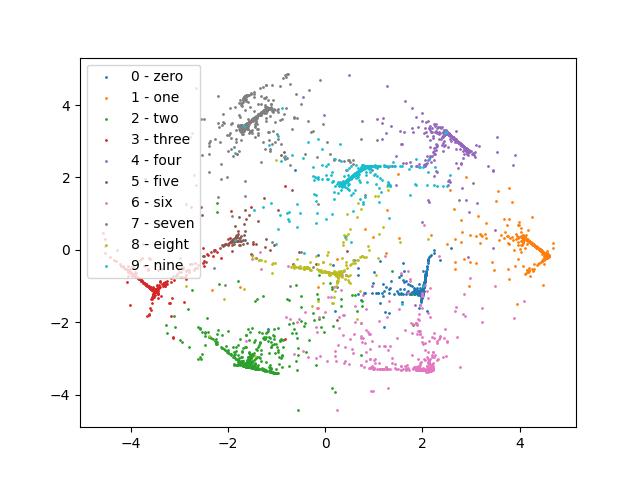 0 - zero
1 - one
2 - two
3 - three
4 - four
5 - five
6 - six
7 - seven
8 - eight
9 - nine
4
2
0
−2
−4
−4 −2 0 2 4